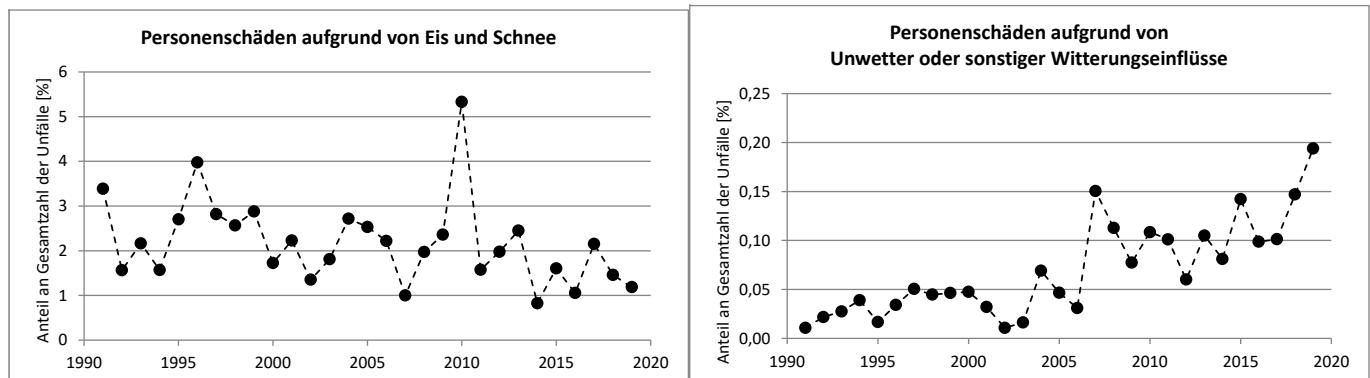 Personenschäden aufgrund von Eis und Schnee
Anteil an Gesamtzahl der Unfälle [%]
6
5
4
3
2
1
0
1990 1995 2000 2005 2010 2015 2020
Personenschäden aufgrund von
Unwetter oder sonstiger Witterungseinflüsse
Anteil an Gesamtzahl der Unfälle [%]
0,25
0,20
0,15
0,10
0,05
0,00
1990 1995 2000 2005 2010 2015 2020